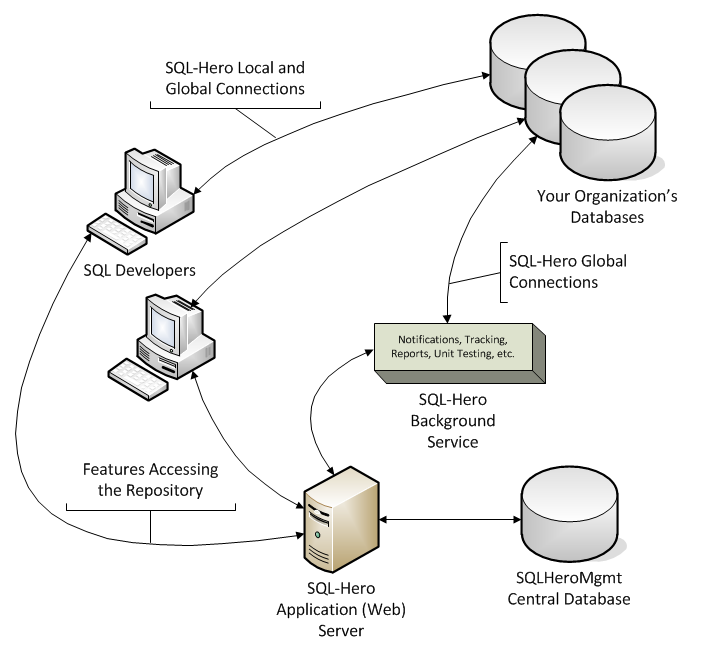 SQL-Hero Local and
Global Connections
Your Organization's
Databases
SQL Developers
SQL-Hero Global
Connections
Notifications, Tracking,
Reports, Unit Testing, etc.
SQL-Hero
Background
Service
Features Accessing
the Repository
SQL-Hero
Application (Web)
Server
SQLHeroMgmt
Central Database